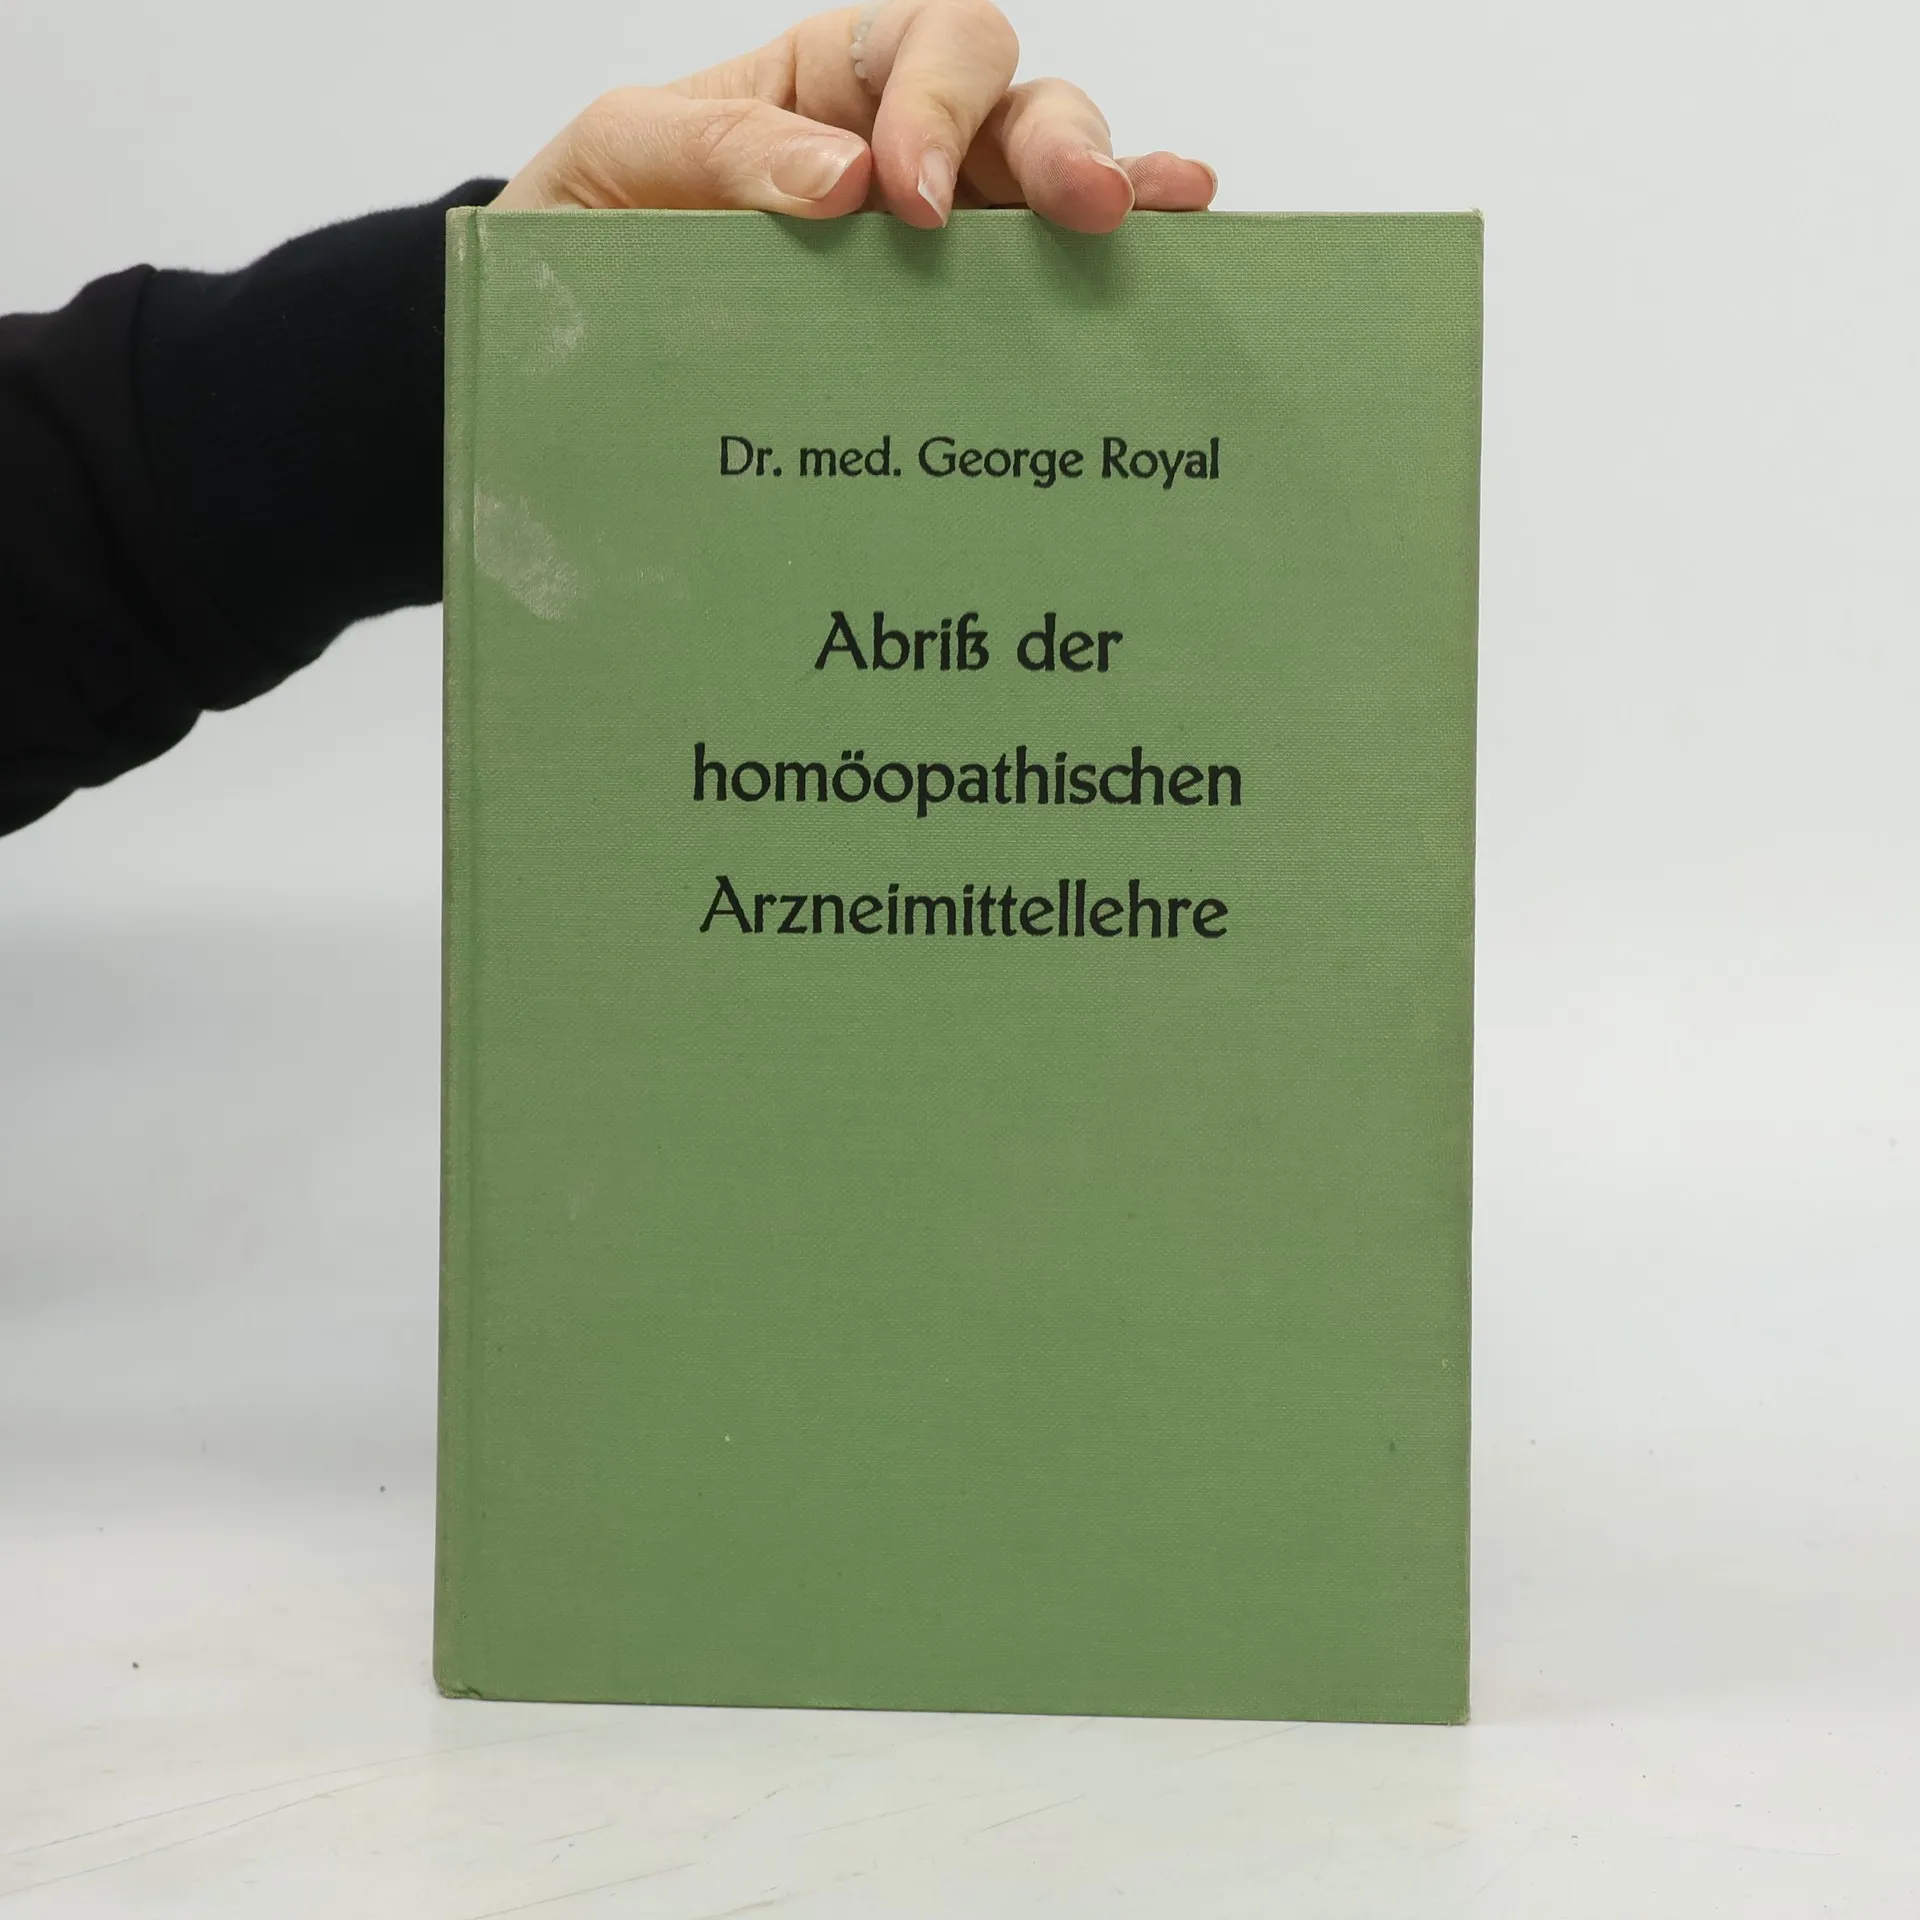 Dr. med. George Royal
Abriß der
homöopathischen
Arzneimittellehre